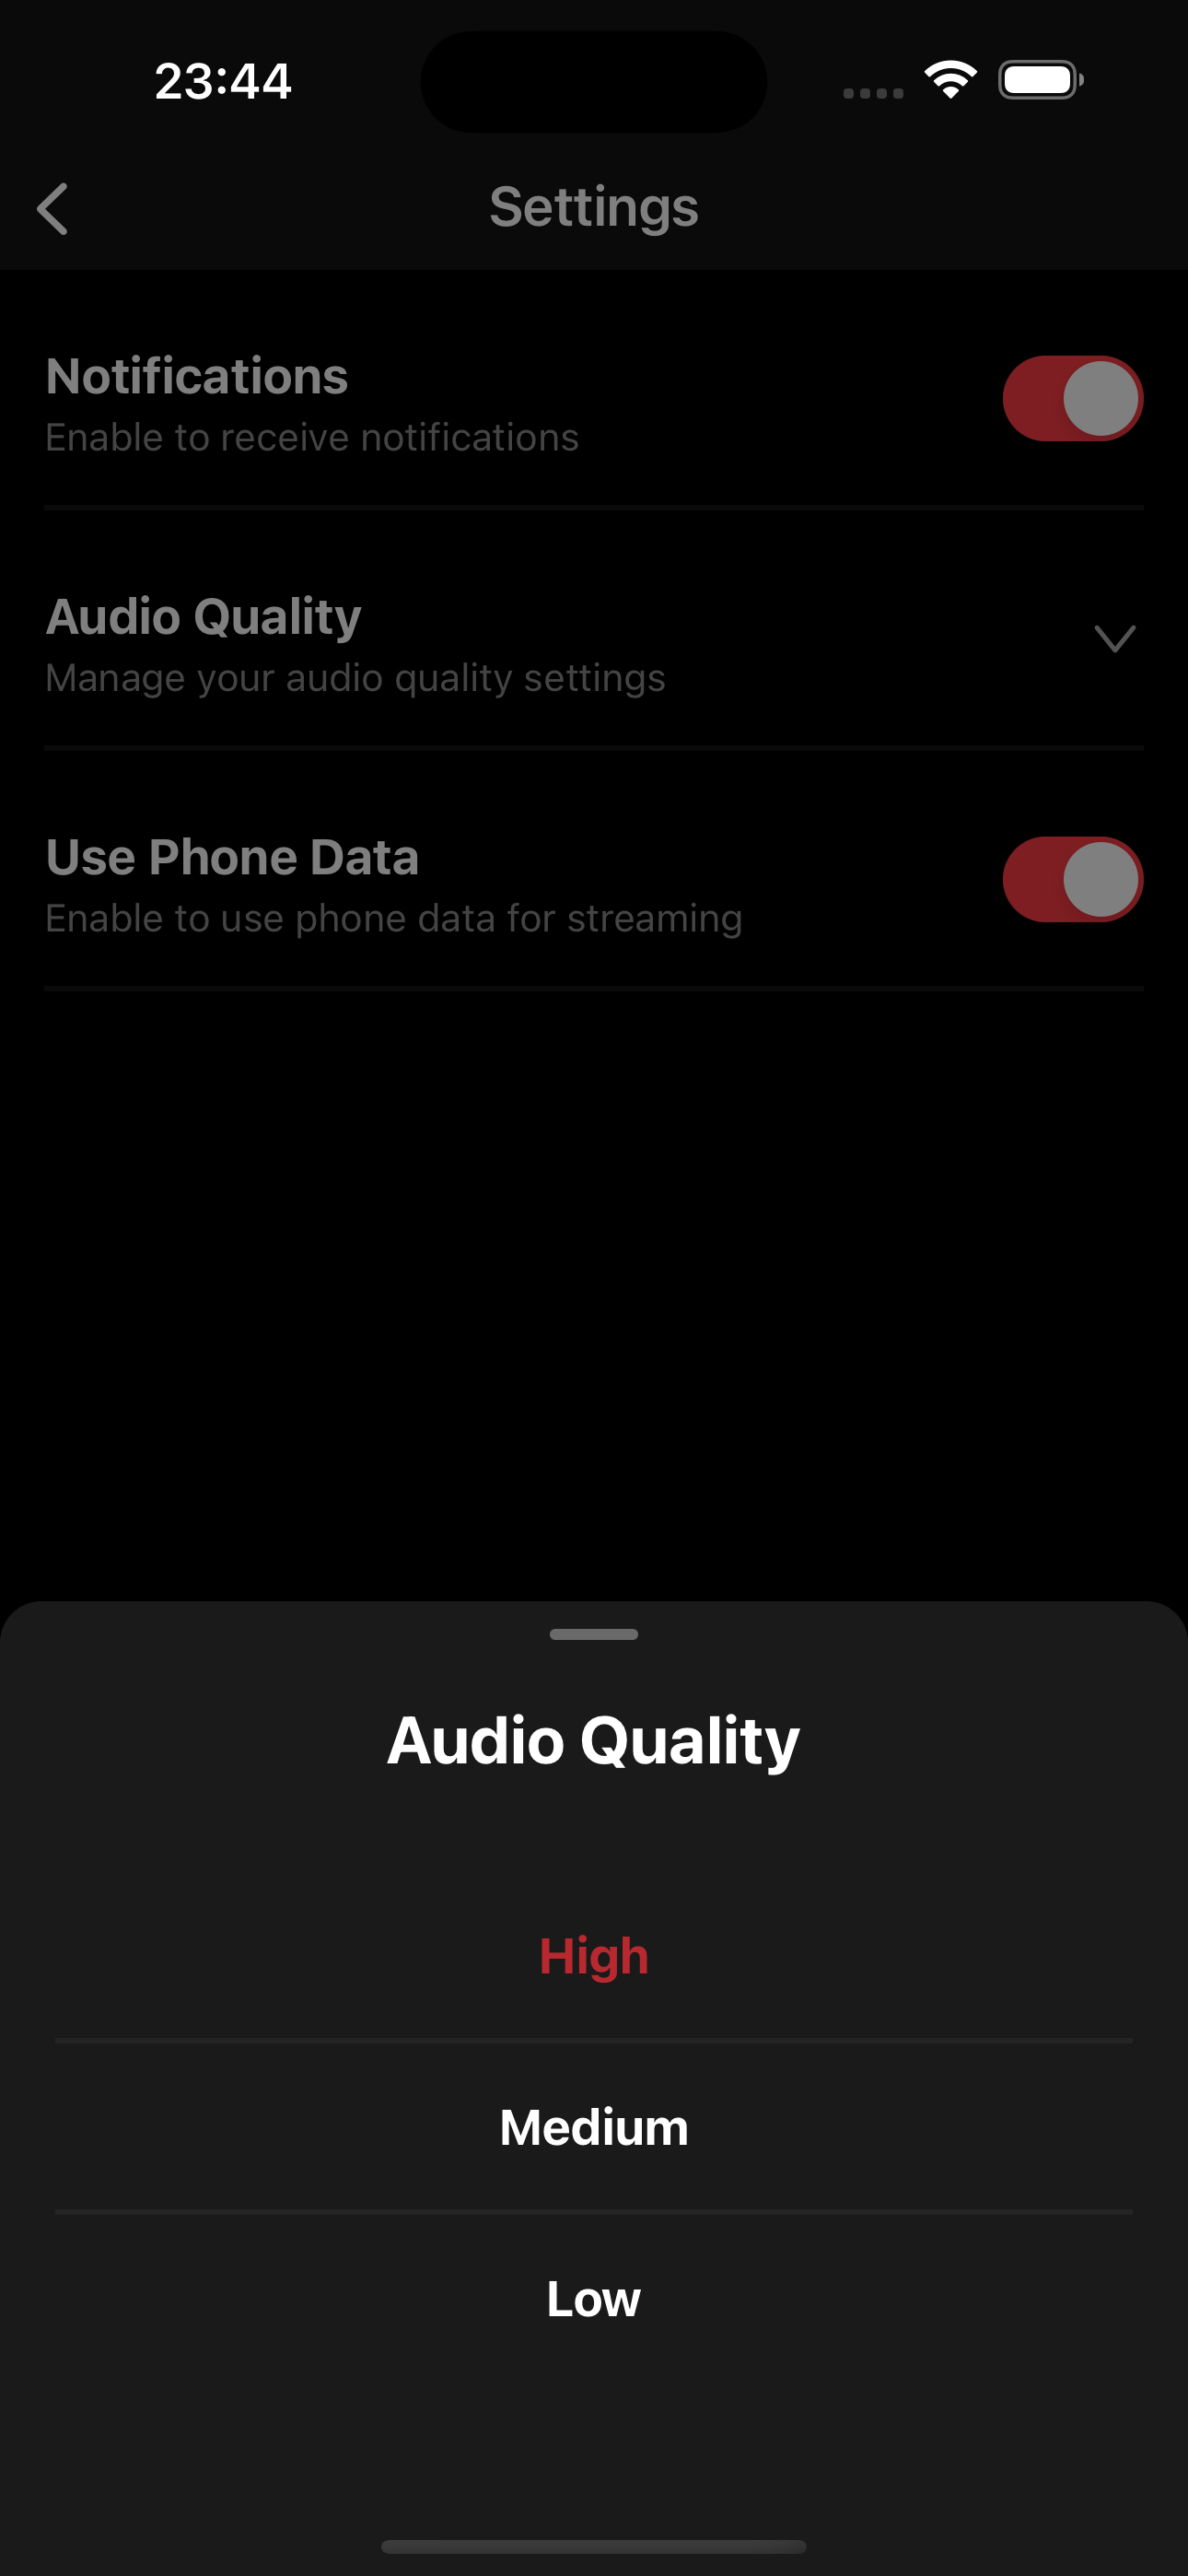 23:44
Settings
Notifications
Enable to receive notifications
Audio Quality
Manage your audio quality settings
Use Phone Data
Enable to use phone data for streaming
Audio Quality
High
Medium
Low